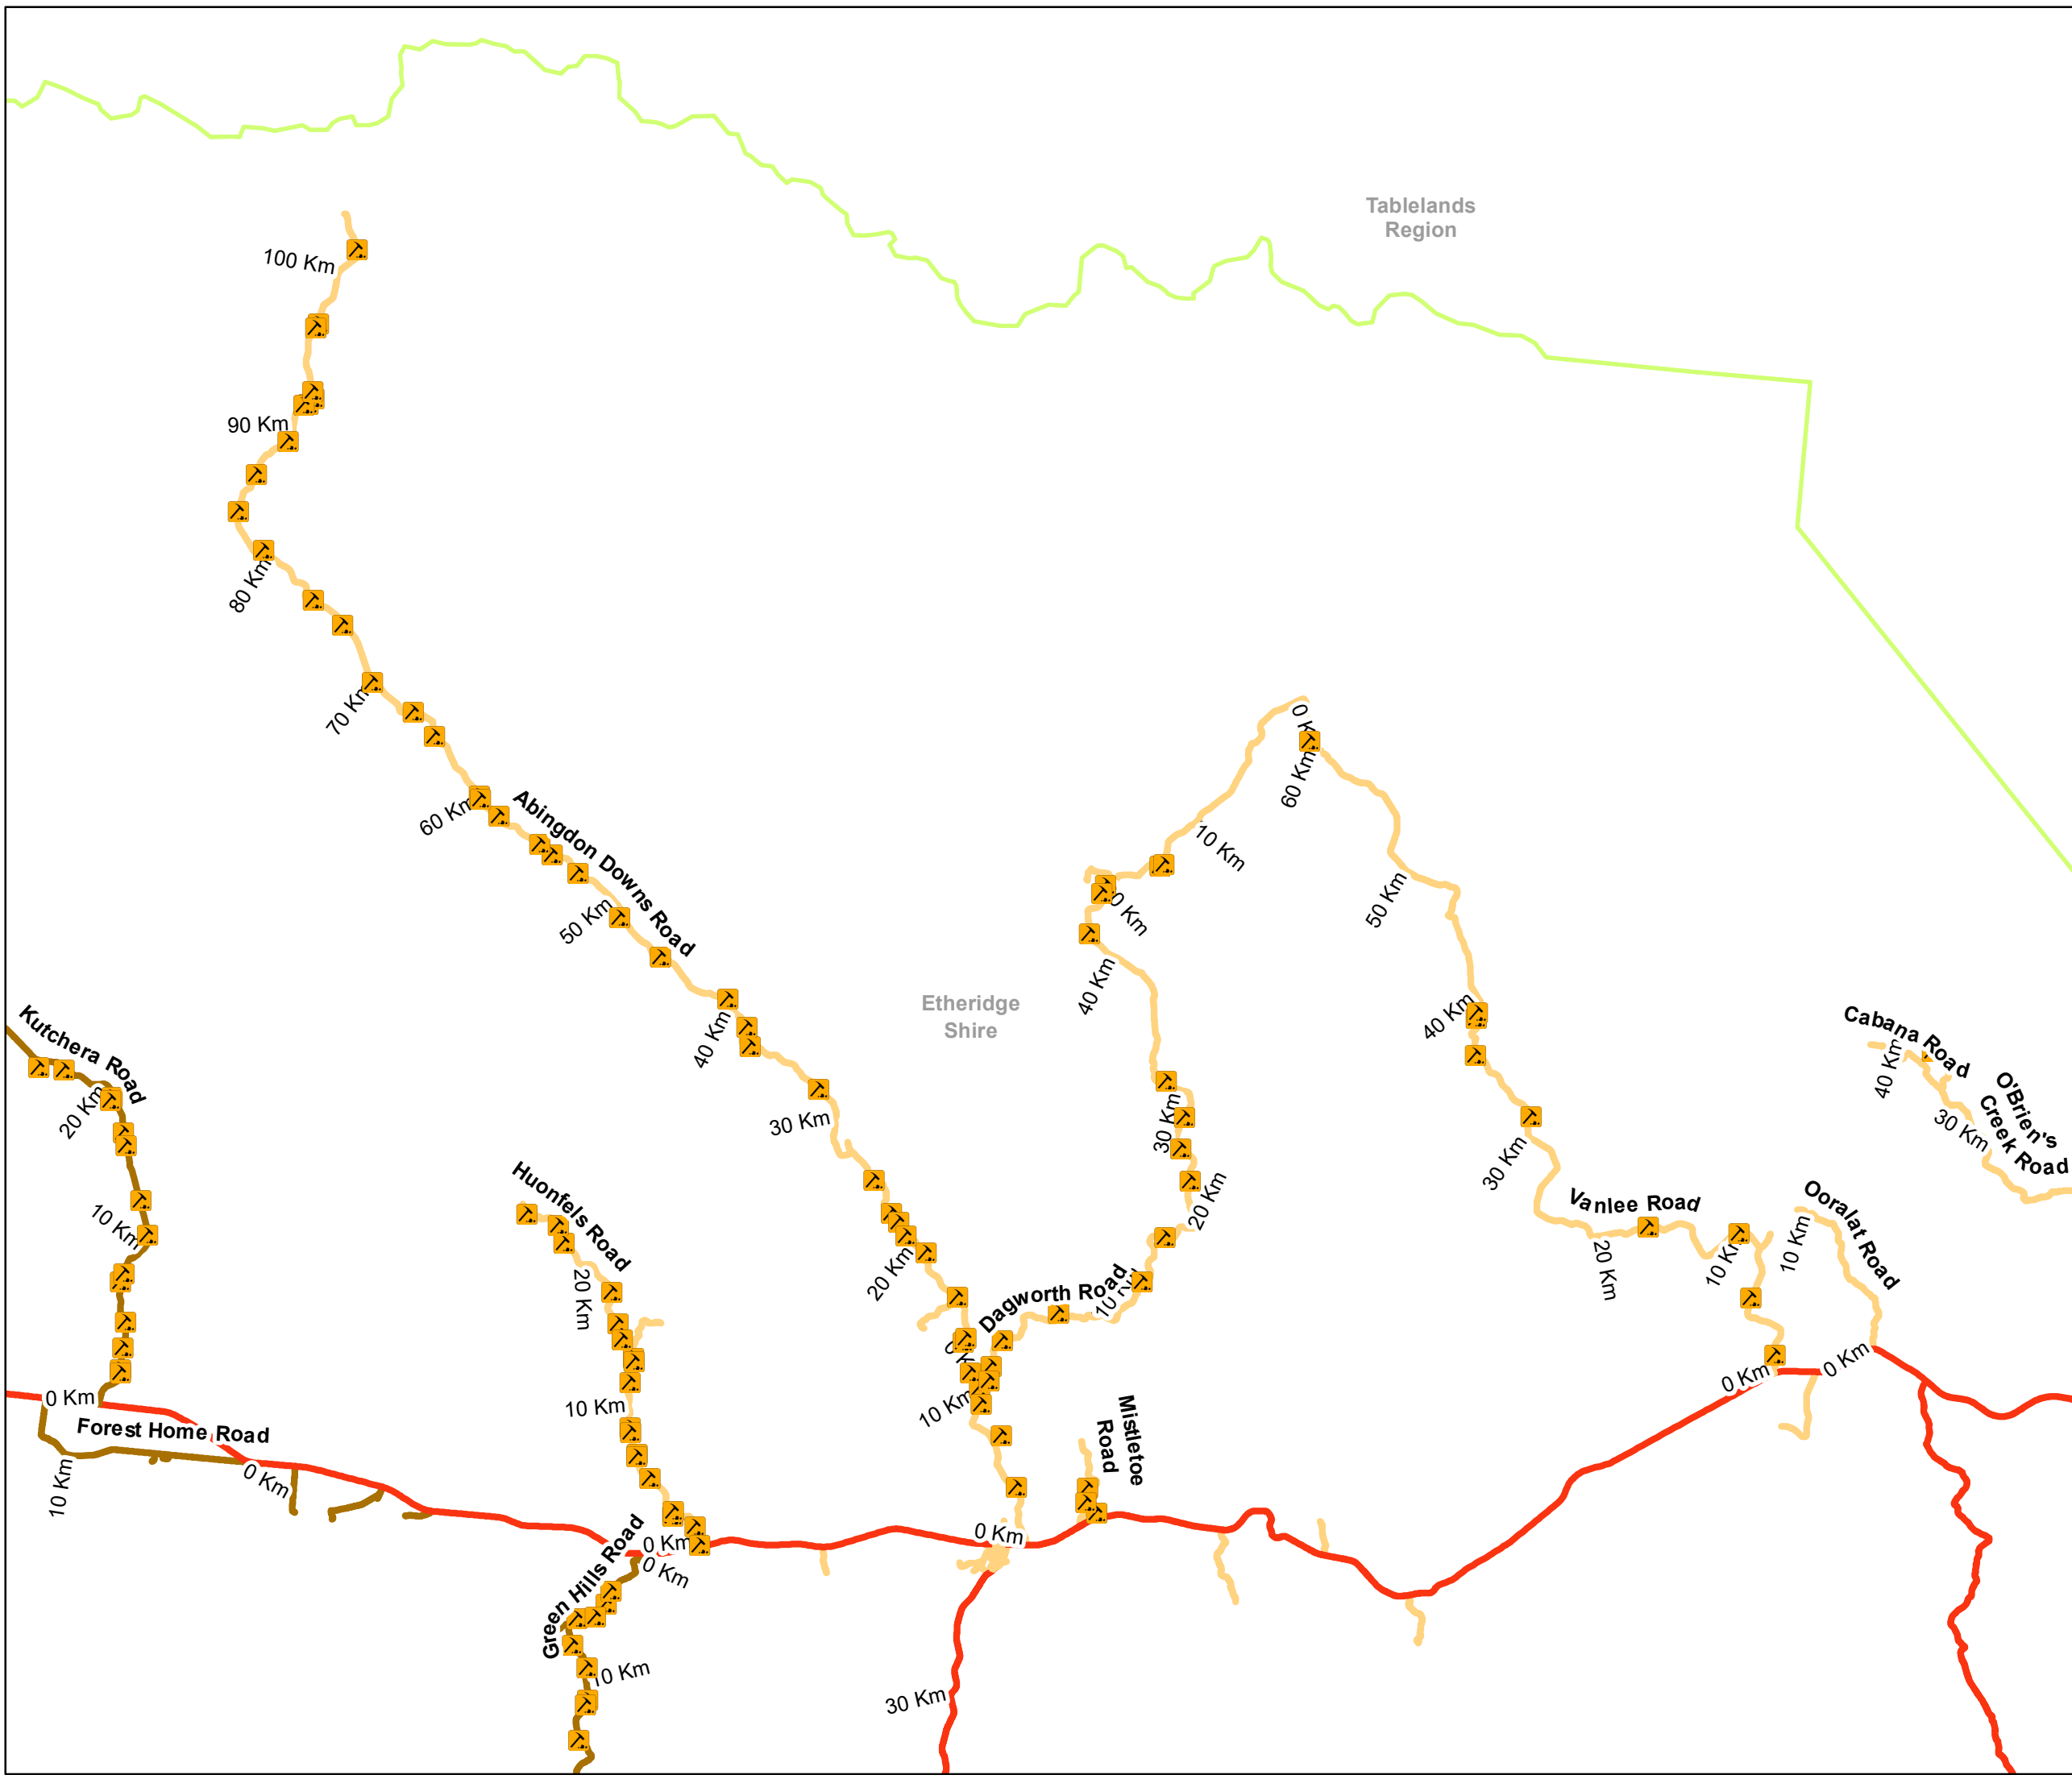 Tablelands
Region
100 Km
90 Km
80 Km
70 Km
60 Km
Abingdon Downs Road
50 Km
40 Km
30 Km
20 Km
0 K
60 Km
10 Km
0 Km
50 Km
40 Km
40 Km
30 Km
20 Km
10
Dagworth Road
10 Km
0 Km
Etheridge
Shire
Kutchera Road
20 Km
10 Km
0 Km
Forest Home Road
10 Km
0 Km
Huonfels Road
20 Km
10 Km
0 Km
0 Km
Green Hills Road
10 Km
30 Km
Mistletoe
Road
30 Km
Vanlee Road
20 Km
10 Km
0 Km
Ooralat Road
10 Km
0 Km
Cabana Road
40 Km
30 Km
O'Brien's
Creek Road